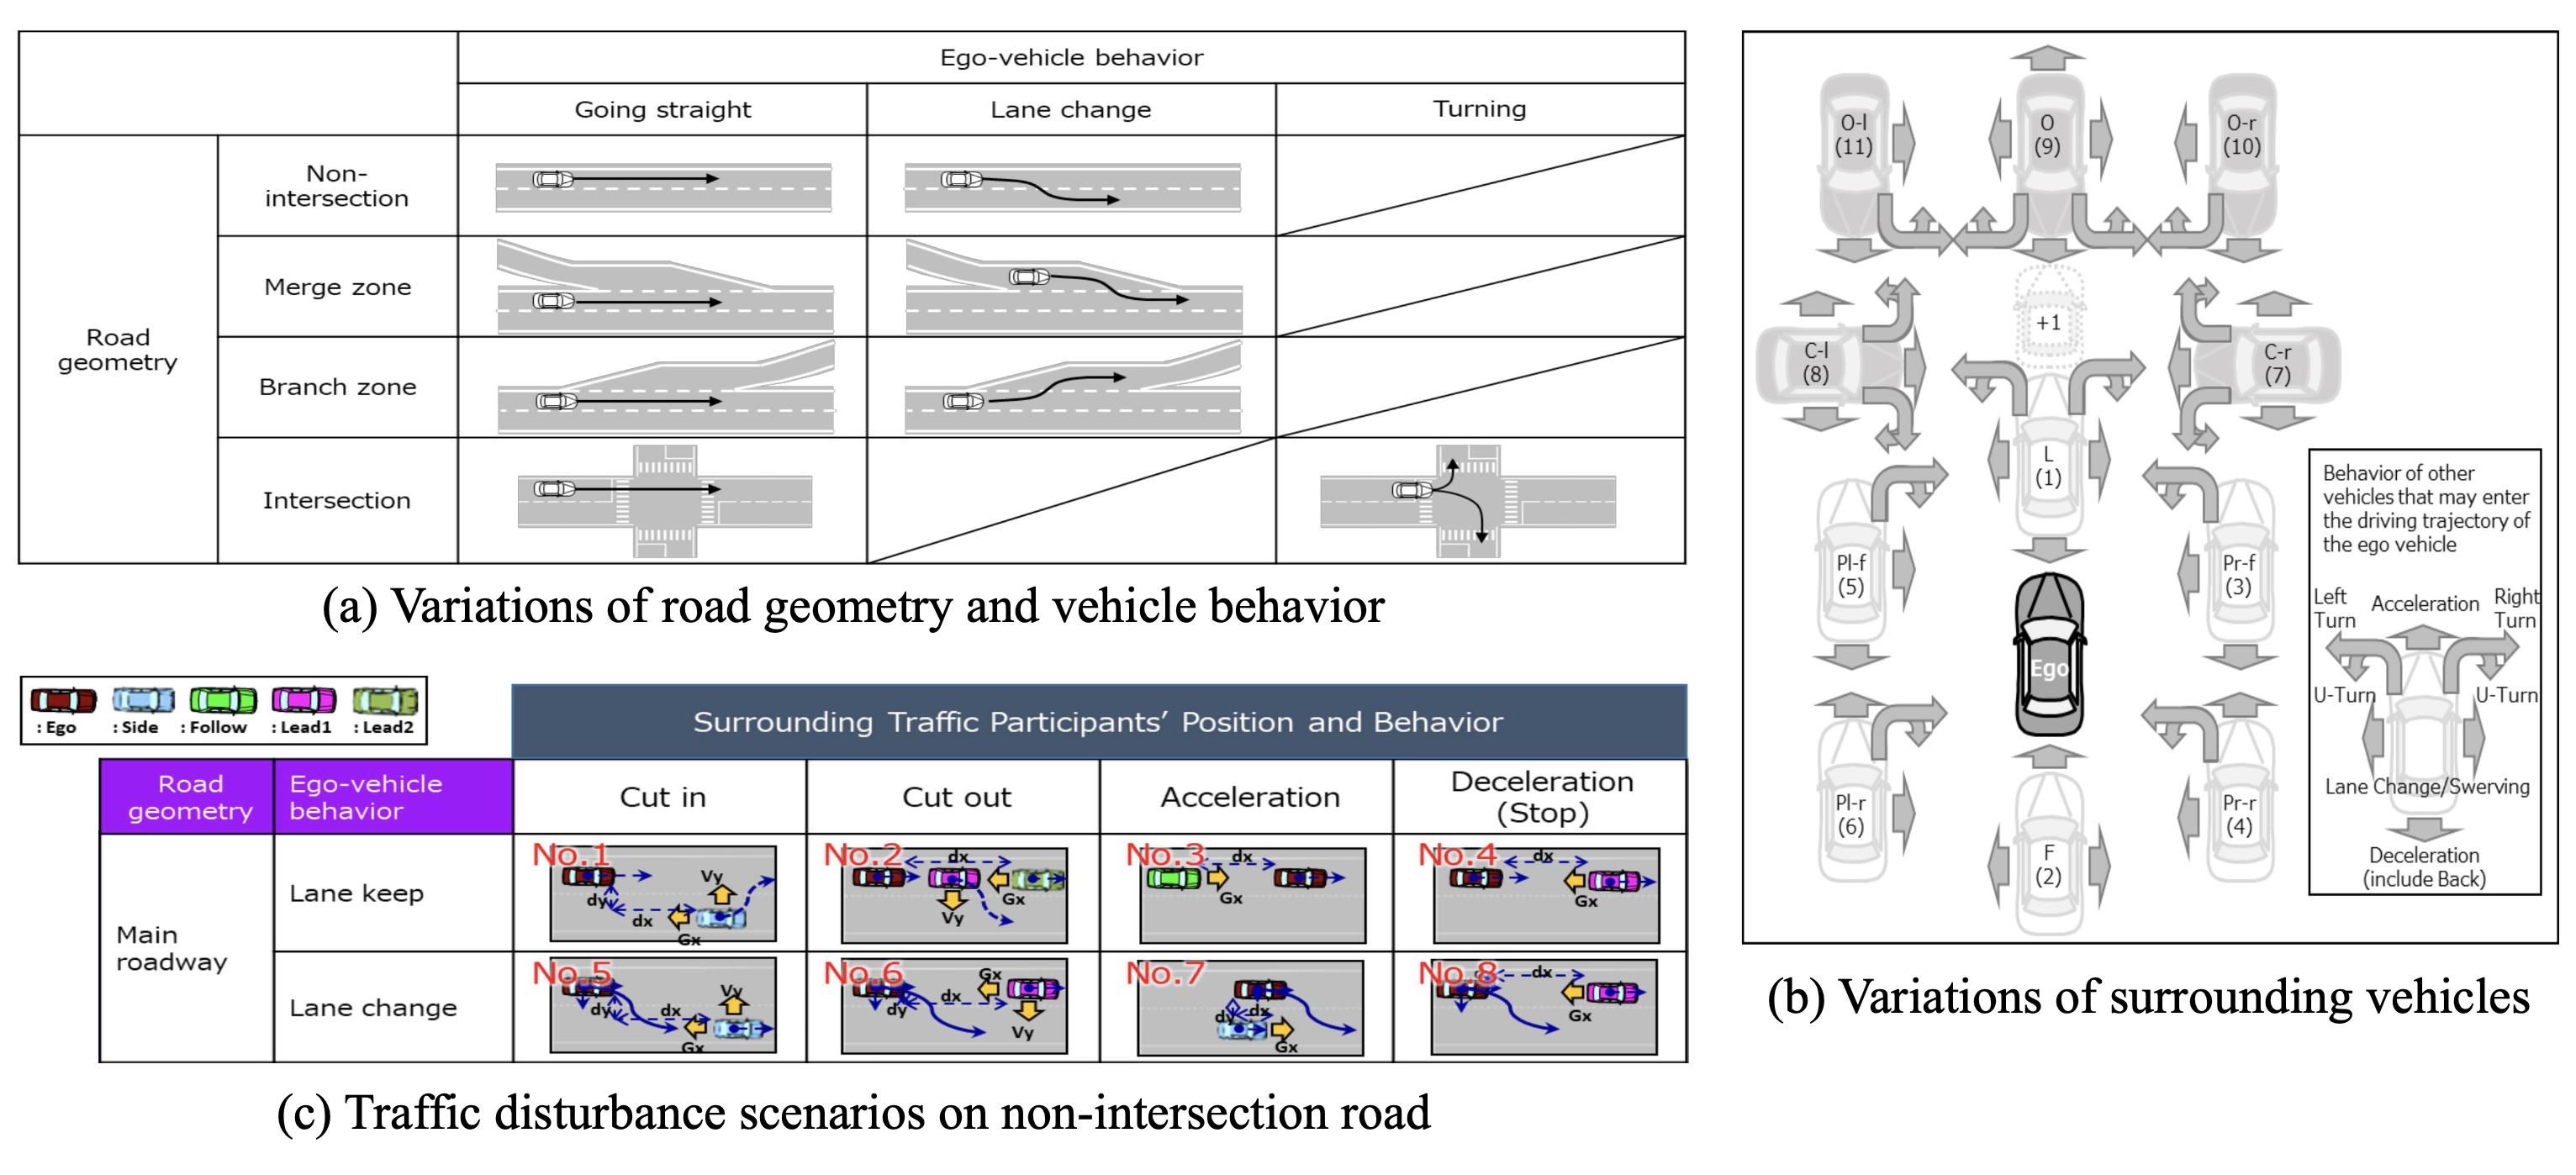 Ego-vehicle behavior
Going straight
Lane change
Turning
Road
geometry
Non-
intersection
Merge zone
Branch zone
Intersection
(a) Variations of road geometry and vehicle behavior
: Ego
: Side
: Follow
: Lead1
: Lead2
Surrounding Traffic Participants’ Position and Behavior
Road
geometry
Ego-vehicle
behavior
Cut in
Cut out
Acceleration
Deceleration
(Stop)
Main
roadway
Lane keep
No.1
Vy
dy
dx
Gx
No.2
dx
Gx
Vy
No.3
dx
Gx
No.4
dx
Gx
Lane change
No.5
Vy
dy
dx
Gx
No.6
Gx
dx
dy
Vy
No.7
dy
dx
Gx
No.8
dx
Gx
(c) Traffic disturbance scenarios on non-intersection road
O-l
(11)
O
(9)
O-r
(10)
+1
C-l
(8)
C-r
(7)
L
(1)
Pl-f
(5)
Pr-f
(3)
Ego
Pl-r
(6)
Pr-r
(4)
F
(2)
Behavior of other
vehicles that may enter
the driving trajectory of
the ego vehicle
Left
Turn
Acceleration
Right
Turn
U-Turn
U-Turn
Lane Change/Swerving
Deceleration
(include Back)
(b) Variations of surrounding vehicles